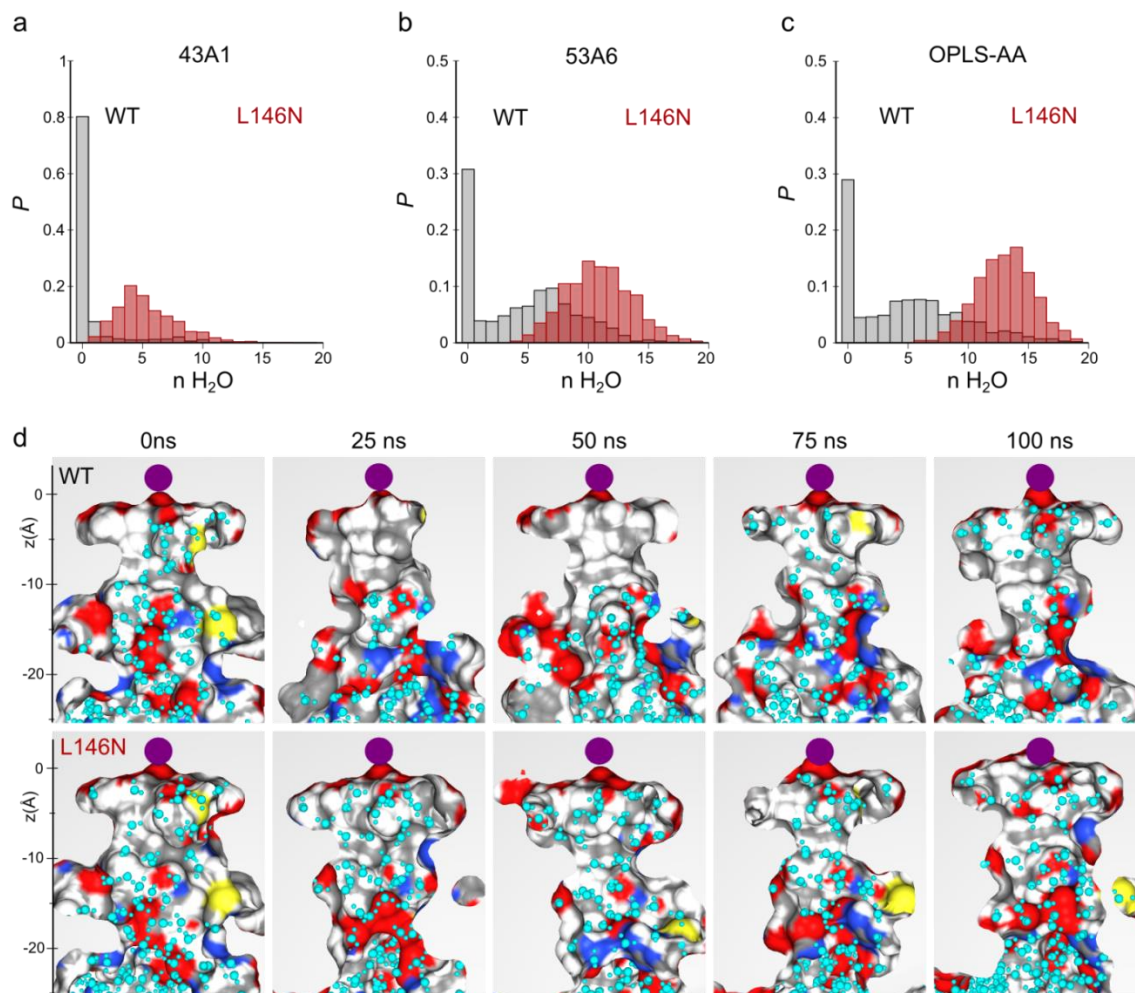 a
43A1
1
0.8
0.6
0.4
0.2
0
P
WT
L146N
0
5
10
15
20
n H₂O
b
53A6
0.5
0.4
0.3
0.2
0.1
0
P
WT
L146N
0
5
10
15
20
n H₂O
c
OPLS-AA
0.5
0.4
0.3
0.2
0.1
0
P
WT
L146N
0
5
10
15
20
n H₂O
d
0ns
25 ns
50 ns
75 ns
100 ns
WT
0
z(Å)
-10
-20
L146N
0
z(Å)
-10
-20